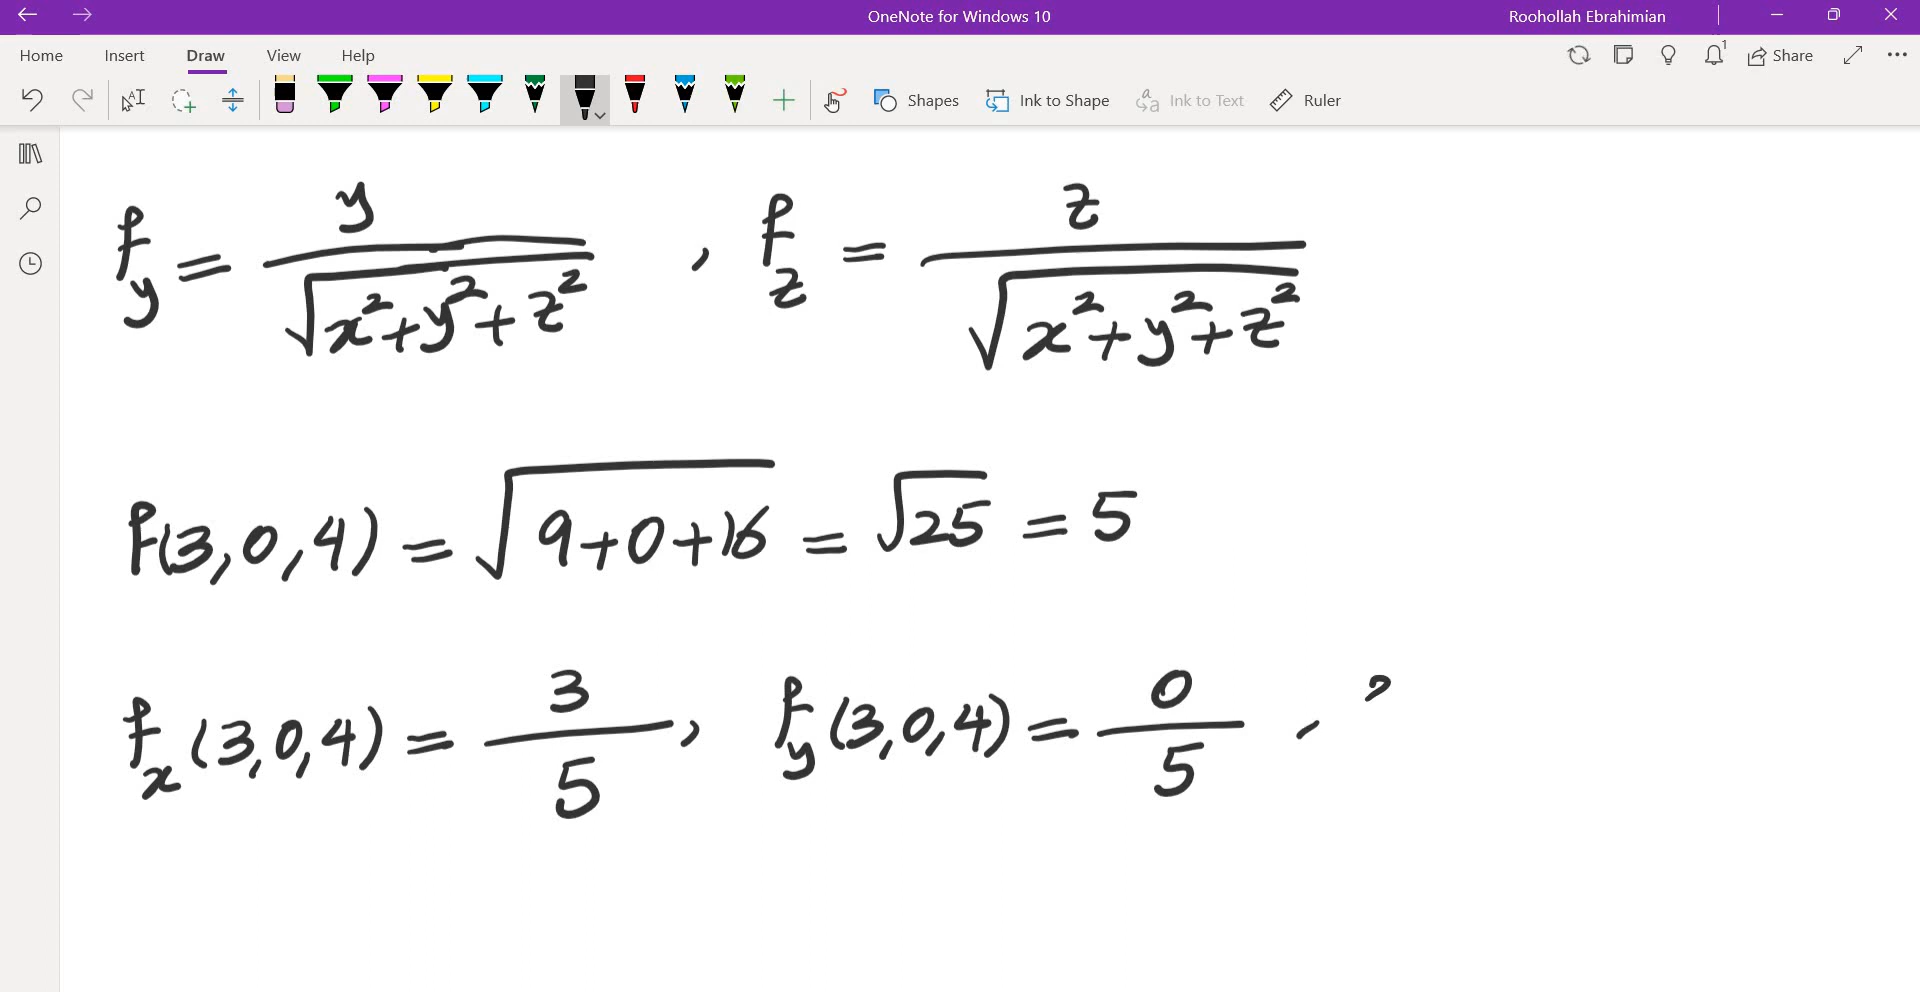 OneNote for Windows 10 Roohollah Ebrahimian
Home Insert Draw View Help 1 Share
Shapes Ink to Shape Ink to Text Ruler
f_y = y / √(x²+y²+z²) , f_z = z / √(x²+y²+z²)
f(3,0,4) = √(9+0+16) = √25 = 5
f_x(3,0,4) = 3/5 , f_y(3,0,4) = 0/5 ,